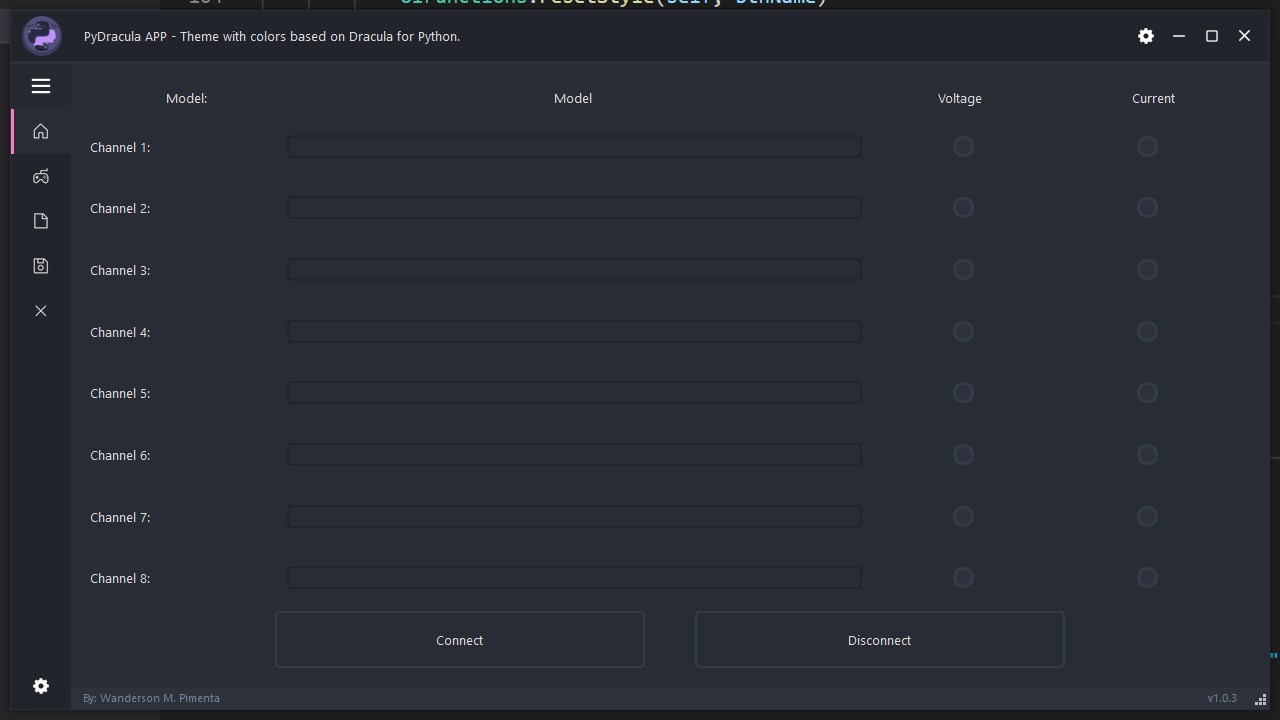 PyDracula APP - Theme with colors based on Dracula for Python.
Model: Model Voltage Current
Channel 1:
Channel 2:
Channel 3:
Channel 4:
Channel 5:
Channel 6:
Channel 7:
Channel 8:
Connect Disconnect
By: Wanderson M. Pimenta v1.0.3